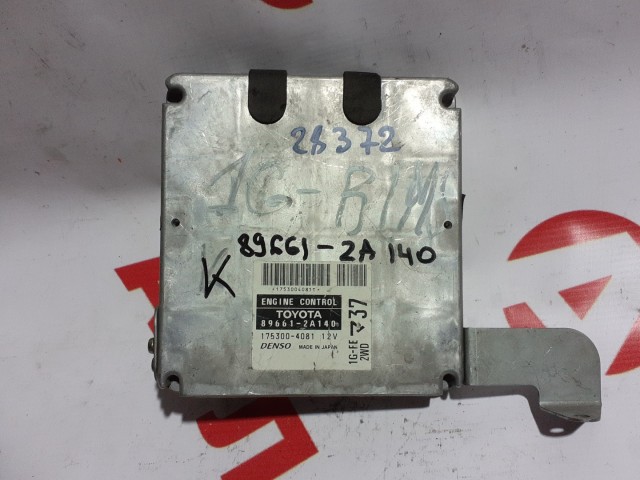 28372
1G-
89661-2A140
K
*1753004081T*
ENGINE CONTROL
TOYOTA
89661-2A140
175300-4081 12V
DENSO MADE IN JAPAN
1G-FE
2WD
37